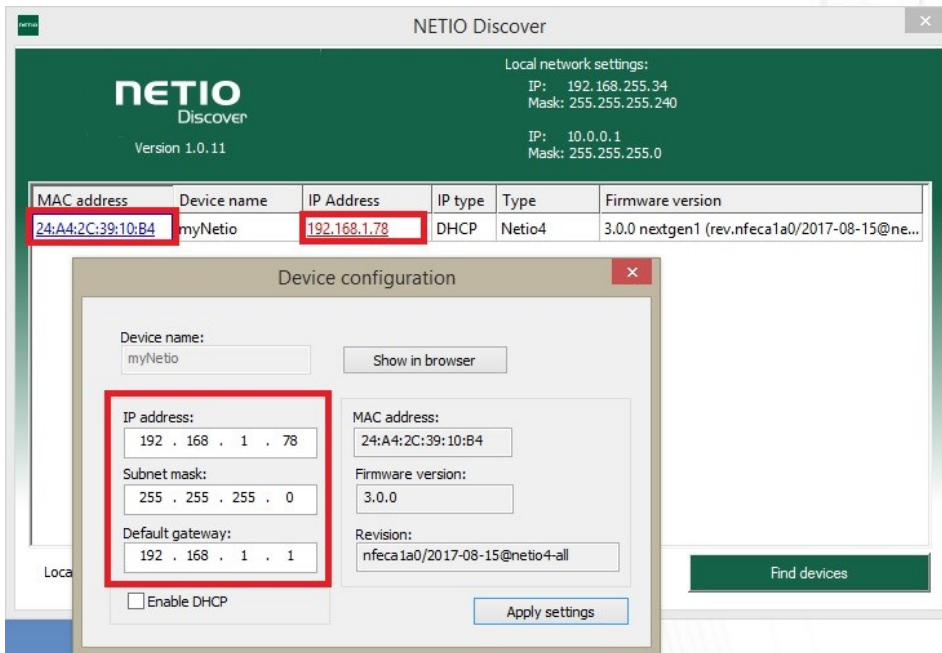 NETIO
NETIO Discover
NETIO
Discover
Version 1.0.11
Local network settings:
IP: 192.168.255.34
Mask: 255.255.255.240
IP: 10.0.0.1
Mask: 255.255.255.0
MAC address Device name IP Address IP type Type Firmware version
24:A4:2C:39:10:B4 myNetio 192.168.1.78 DHCP Netio4 3.0.0 nextgen1 (rev.nfeca1a0/2017-08-15@ne...
Device configuration
Device name:
myNetio
Show in browser
IP address:
192 . 168 . 1 . 78
Subnet mask:
255 . 255 . 255 . 0
Default gateway:
192 . 168 . 1 . 1
MAC address:
24:A4:2C:39:10:B4
Firmware version:
3.0.0
Revision:
nfeca1a0/2017-08-15@netio4-all
Enable DHCP
Apply settings
Loca
Find devices